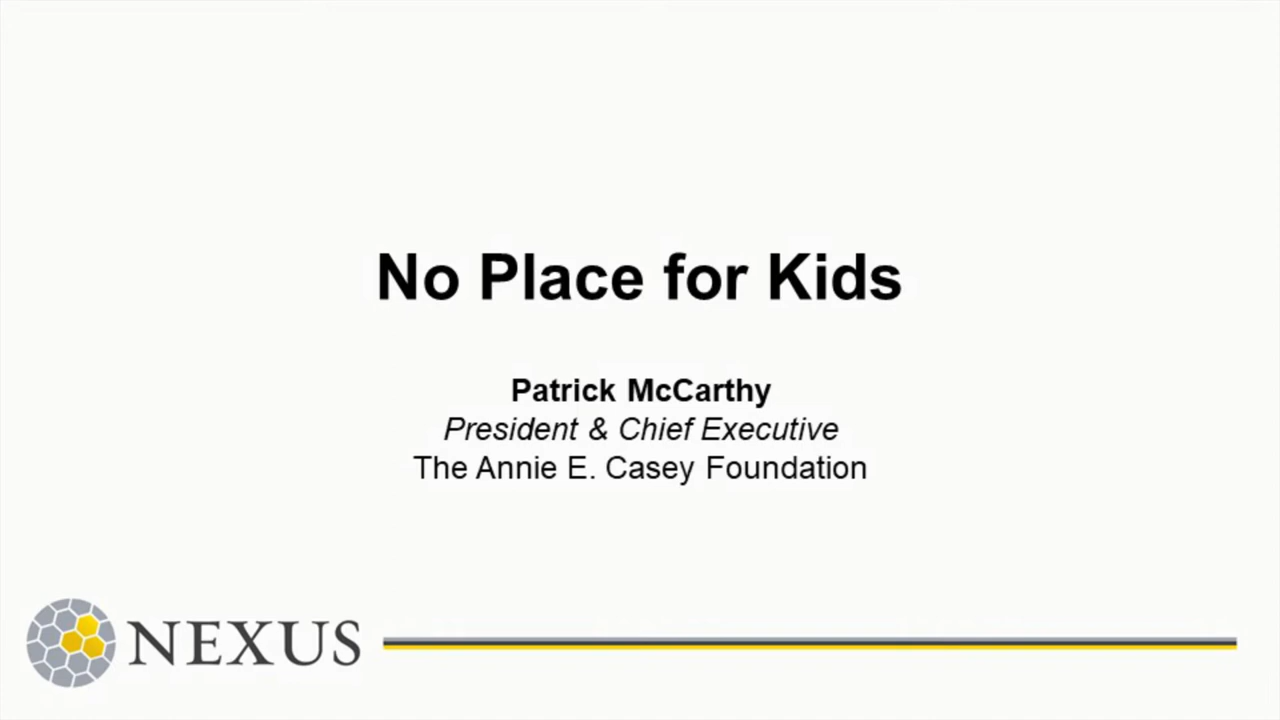 No Place for Kids
Patrick McCarthy
President & Chief Executive
The Annie E. Casey Foundation
NEXUS